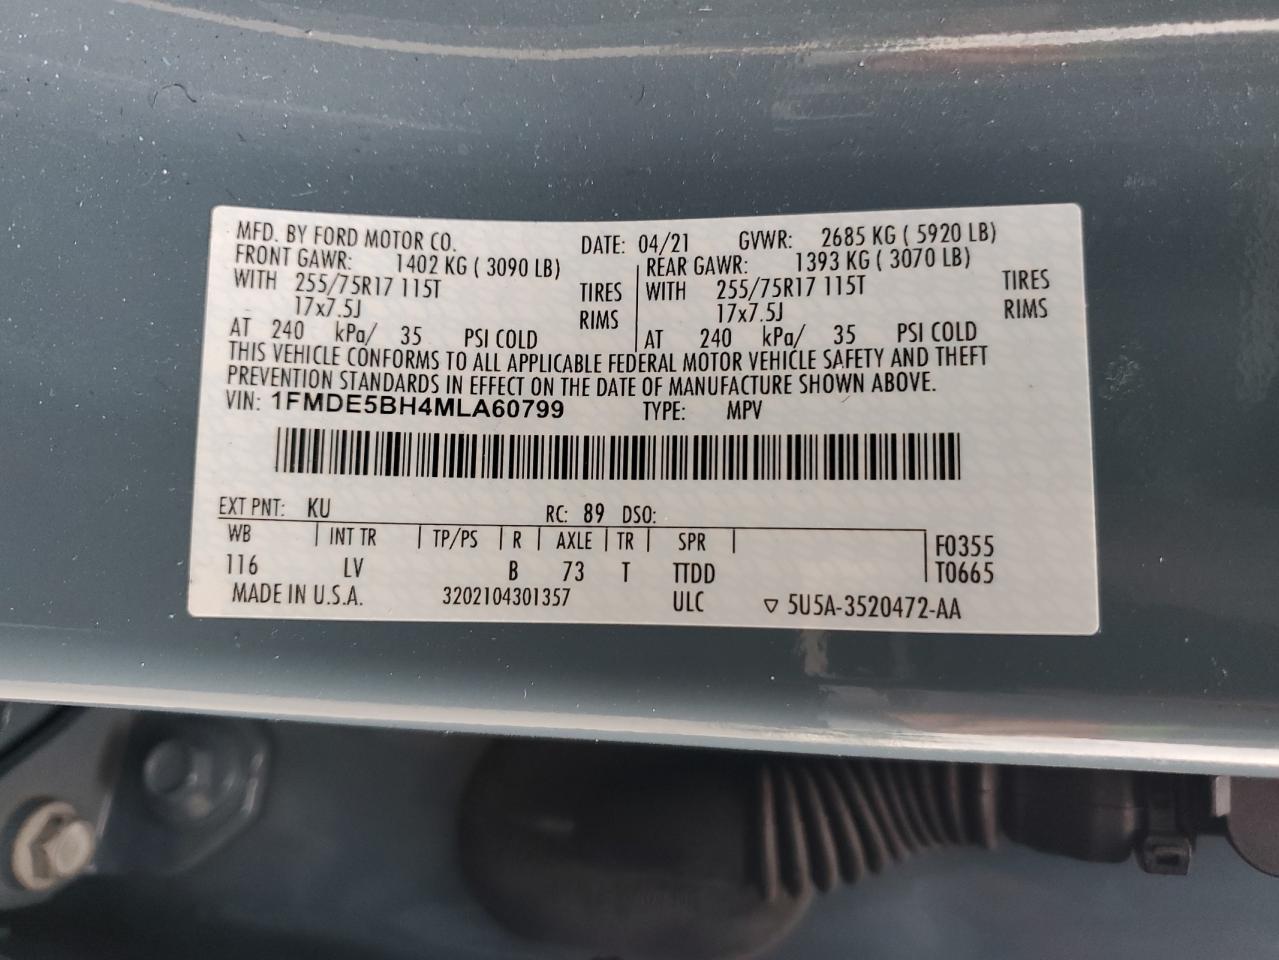 MFD. BY FORD MOTOR CO. DATE: 04/21 GVWR: 2685 KG ( 5920 LB)
FRONT GAWR: 1402 KG ( 3090 LB) REAR GAWR: 1393 KG ( 3070 LB)
WITH 255/75R17 115T TIRES WITH 255/75R17 115T TIRES
17x7.5J RIMS 17x7.5J RIMS
AT 240 kPa/ 35 PSI COLD AT 240 kPa/ 35 PSI COLD
THIS VEHICLE CONFORMS TO ALL APPLICABLE FEDERAL MOTOR VEHICLE SAFETY AND THEFT
PREVENTION STANDARDS IN EFFECT ON THE DATE OF MANUFACTURE SHOWN ABOVE.
VIN: 1FMDE5BH4MLA60799 TYPE: MPV
EXT PNT: KU RC: 89 DSO:
WB INT TR TP/PS R AXLE TR SPR F0355
116 LV B 73 T TTDD T0665
MADE IN U.S.A. 3202104301357 ULC ▽ 5U5A-3520472-AA